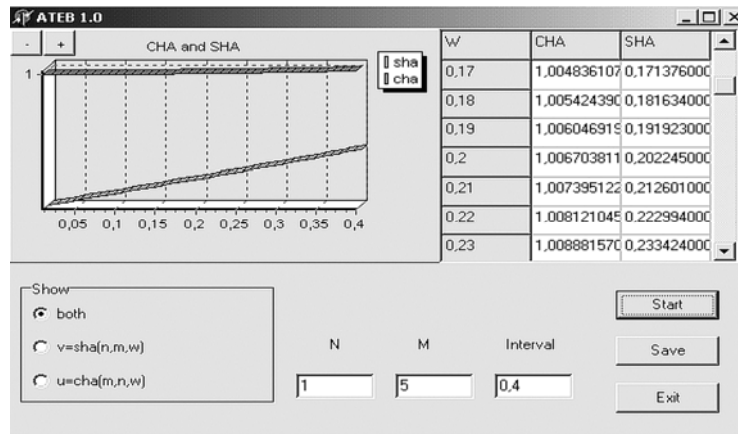 ATEB 1.0
- +
CHA and SHA
sha
cha
1
0,05 0,1 0,15 0,2 0,25 0,3 0,35 0,4
W CHA SHA
0,17 1,004836107 0,171376000
0,18 1,005424390 0,181634000
0,19 1,006046919 0,191923000
0,2 1,006703811 0,202245000
0,21 1,007395122 0,212601000
0.22 1.008121045 0.222994000
0,23 1,008881570 0,233424000
Show
both
v=sha(n,m,w)
u=cha(m,n,w)
N M Interval
1 5 0,4
Start
Save
Exit